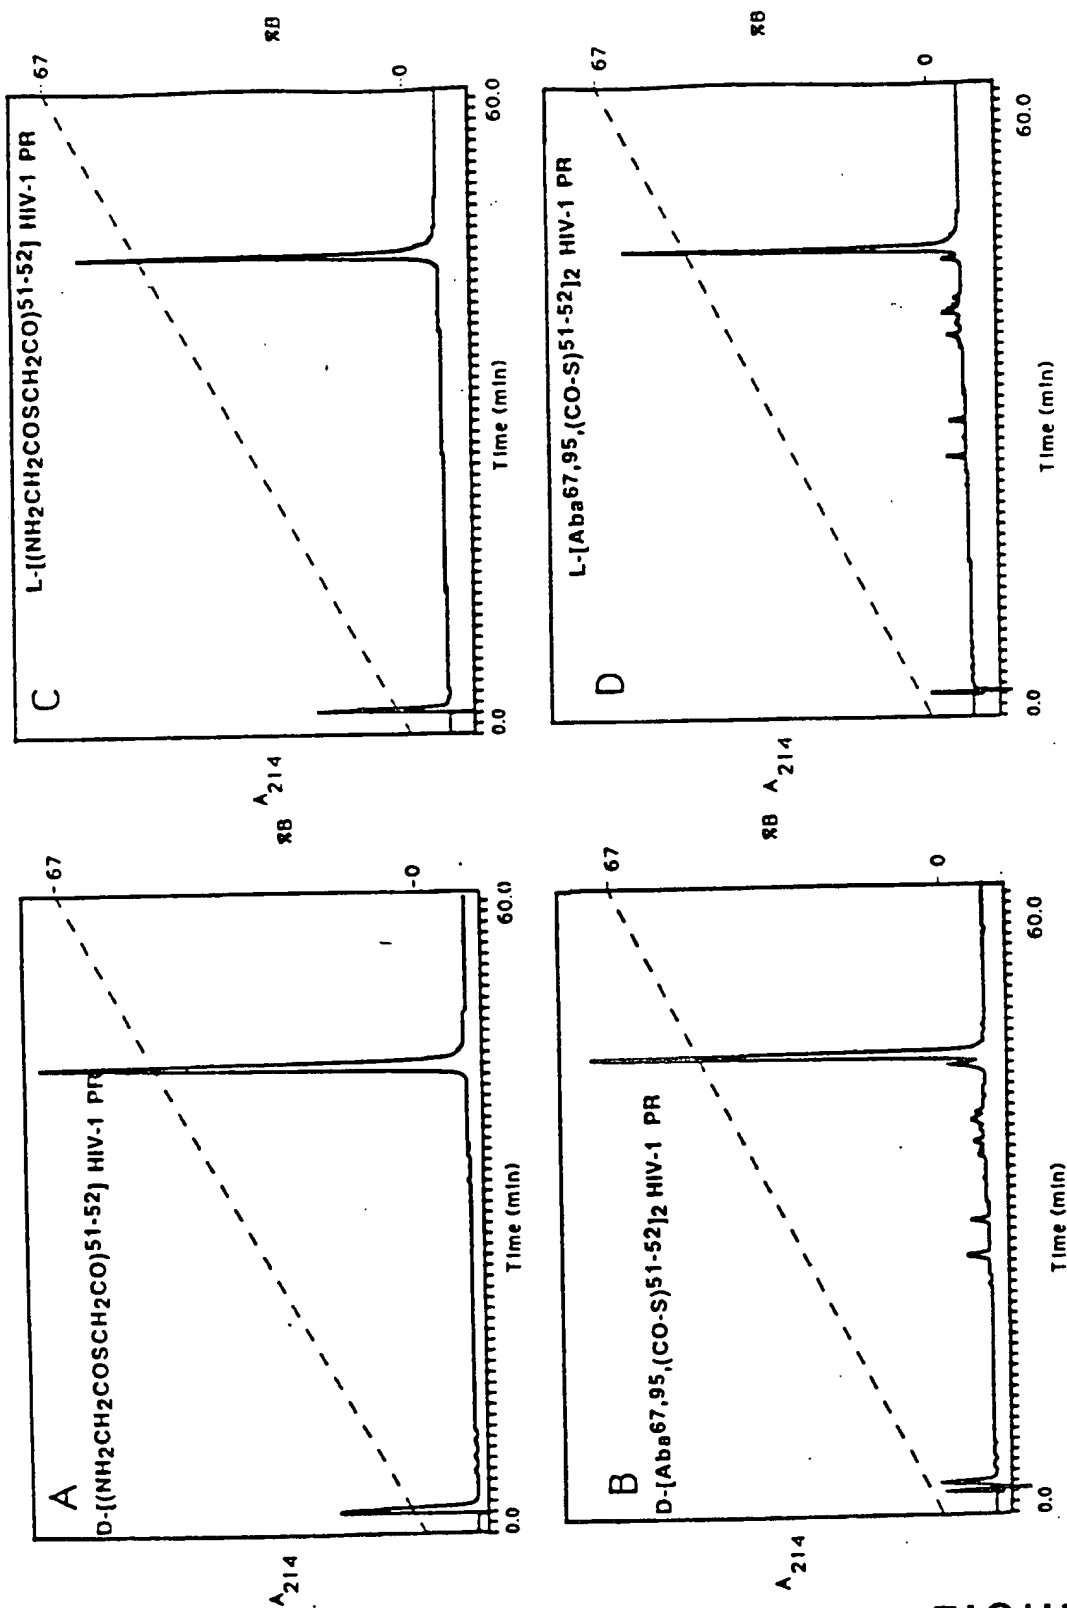 A
D-[(NH2CH2COSCH2CO)51-52] HIV-1 PR
A214
67
0
%B
0.0
60.0
Time (min)
C
L-[(NH2CH2COSCH2CO)51-52] HIV-1 PR
A214
67
0
%B
0.0
60.0
Time (min)
B
D-[Aba67,95,(CO-S)51-52]2 HIV-1 PR
A214
67
0
%B
0.0
60.0
Time (min)
D
L-[Aba67,95,(CO-S)51-52]2 HIV-1 PR
A214
67
0
%B
0.0
60.0
Time (min)